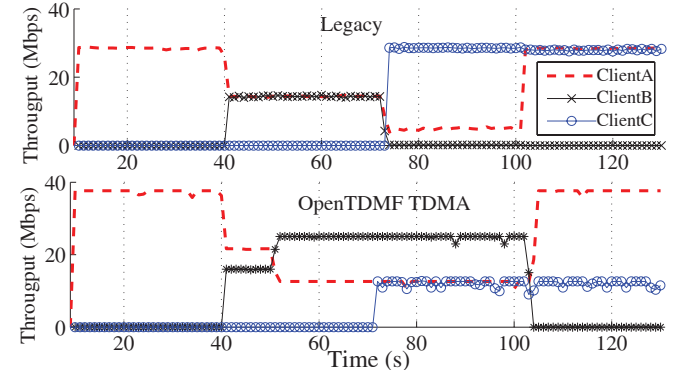 Througput (Mbps)
40
20
0
Legacy
ClientA
ClientB
ClientC
20 40 60 80 100 120
Througput (Mbps)
40
20
0
OpenTDMF TDMA
20 40 60 80 100 120
Time (s)